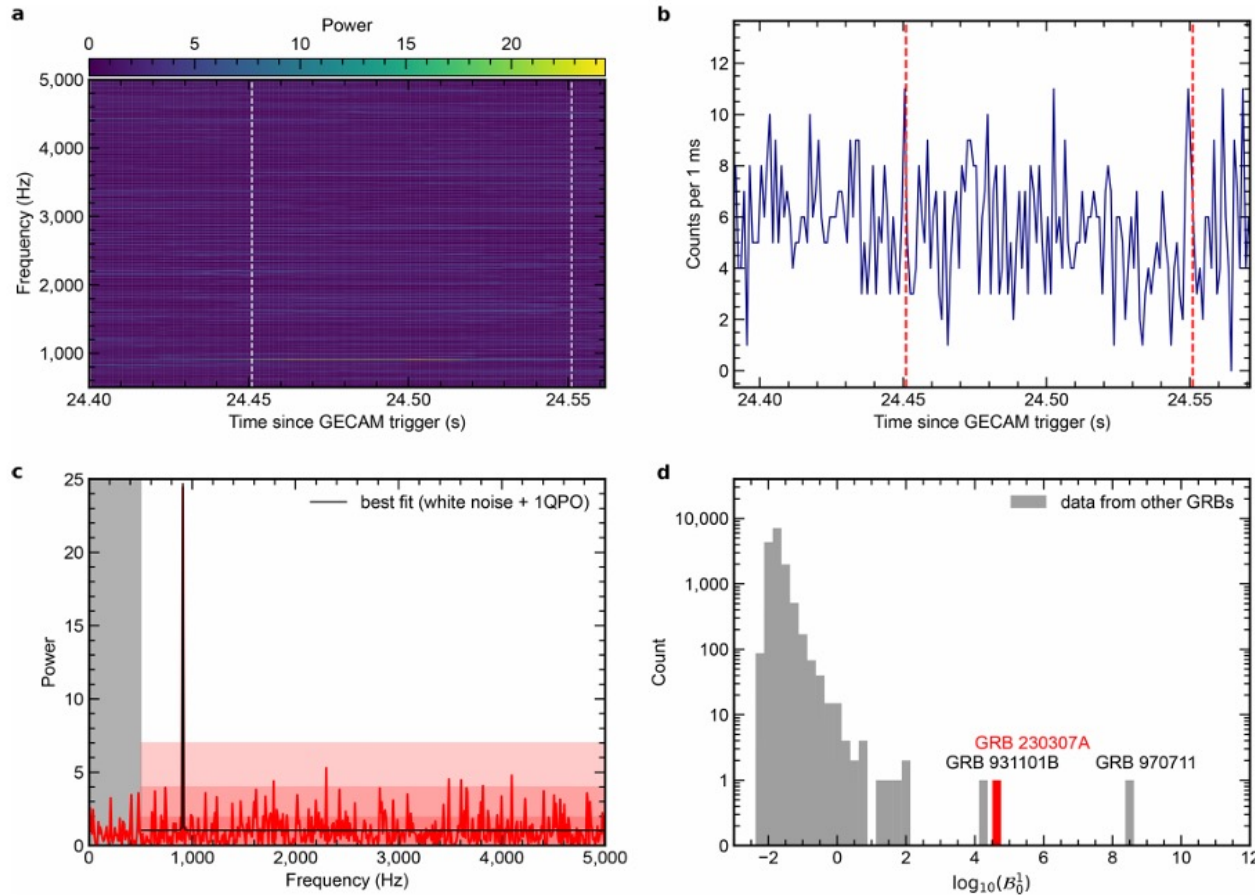 a
Power
0 5 10 15 20
5,000
4,000
3,000
2,000
1,000
Frequency (Hz)
24.40 24.45 24.50 24.55
Time since GECAM trigger (s)
b
12
10
8
6
4
2
0
Counts per 1 ms
24.40 24.45 24.50 24.55
Time since GECAM trigger (s)
c
25
20
15
10
5
0
Power
best fit (white noise + 1QPO)
0 1,000 2,000 3,000 4,000 5,000
Frequency (Hz)
d
10,000
1,000
100
10
1
0
Count
data from other GRBs
GRB 230307A
GRB 931101B GRB 970711
−2 0 2 4 6 8 10 12
log₁₀(𝓑₀¹)